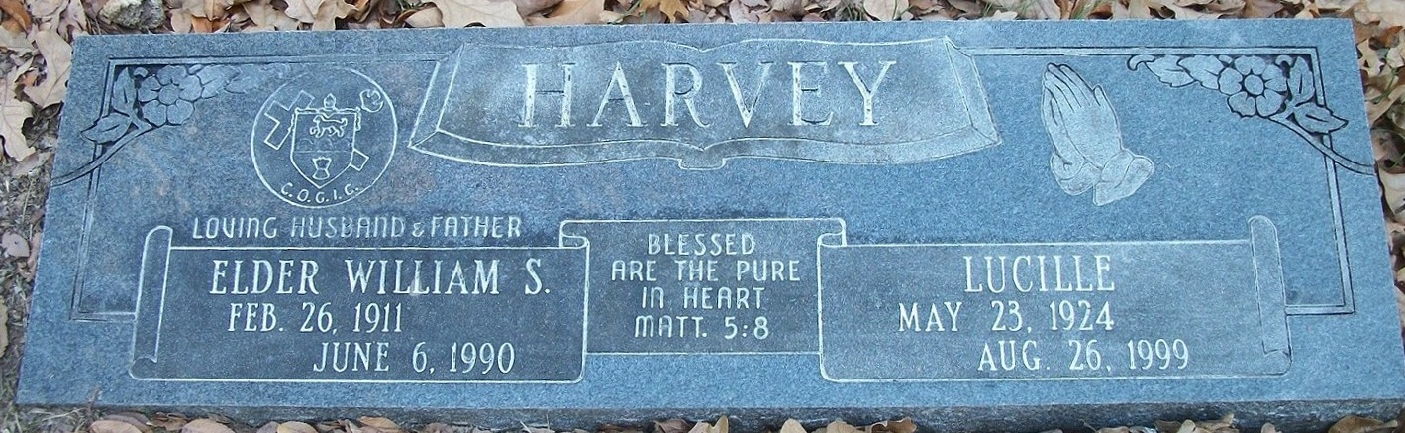 HARVEY
C.O.G.I.C.
LOVING HUSBAND & FATHER
ELDER WILLIAM S.
FEB. 26, 1911
JUNE 6, 1990
BLESSED
ARE THE PURE
IN HEART
MATT. 5:8
LUCILLE
MAY 23, 1924
AUG. 26, 1999